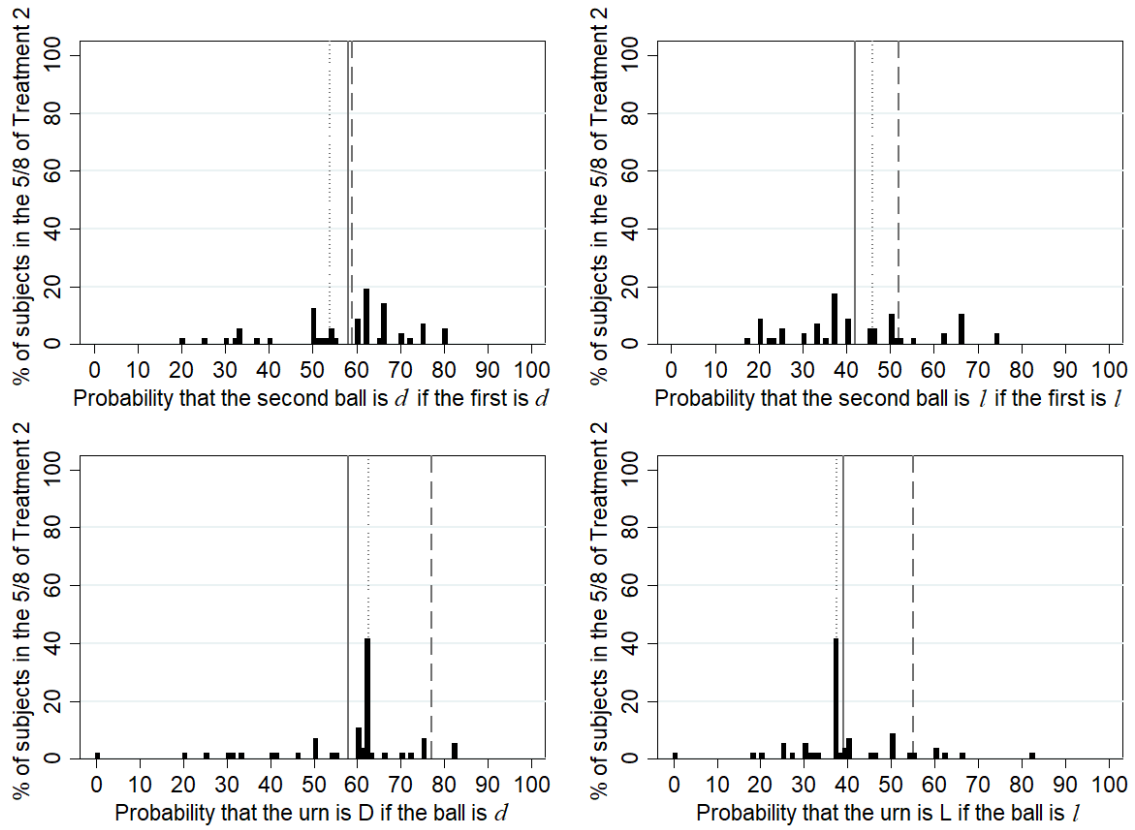 % of subjects in the 5/8 of Treatment 2
100
80
60
40
20
0
0 10 20 30 40 50 60 70 80 90 100
Probability that the second ball is d if the first is d
% of subjects in the 5/8 of Treatment 2
100
80
60
40
20
0
0 10 20 30 40 50 60 70 80 90 100
Probability that the second ball is l if the first is l
% of subjects in the 5/8 of Treatment 2
100
80
60
40
20
0
0 10 20 30 40 50 60 70 80 90 100
Probability that the urn is D if the ball is d
% of subjects in the 5/8 of Treatment 2
100
80
60
40
20
0
0 10 20 30 40 50 60 70 80 90 100
Probability that the urn is L if the ball is l